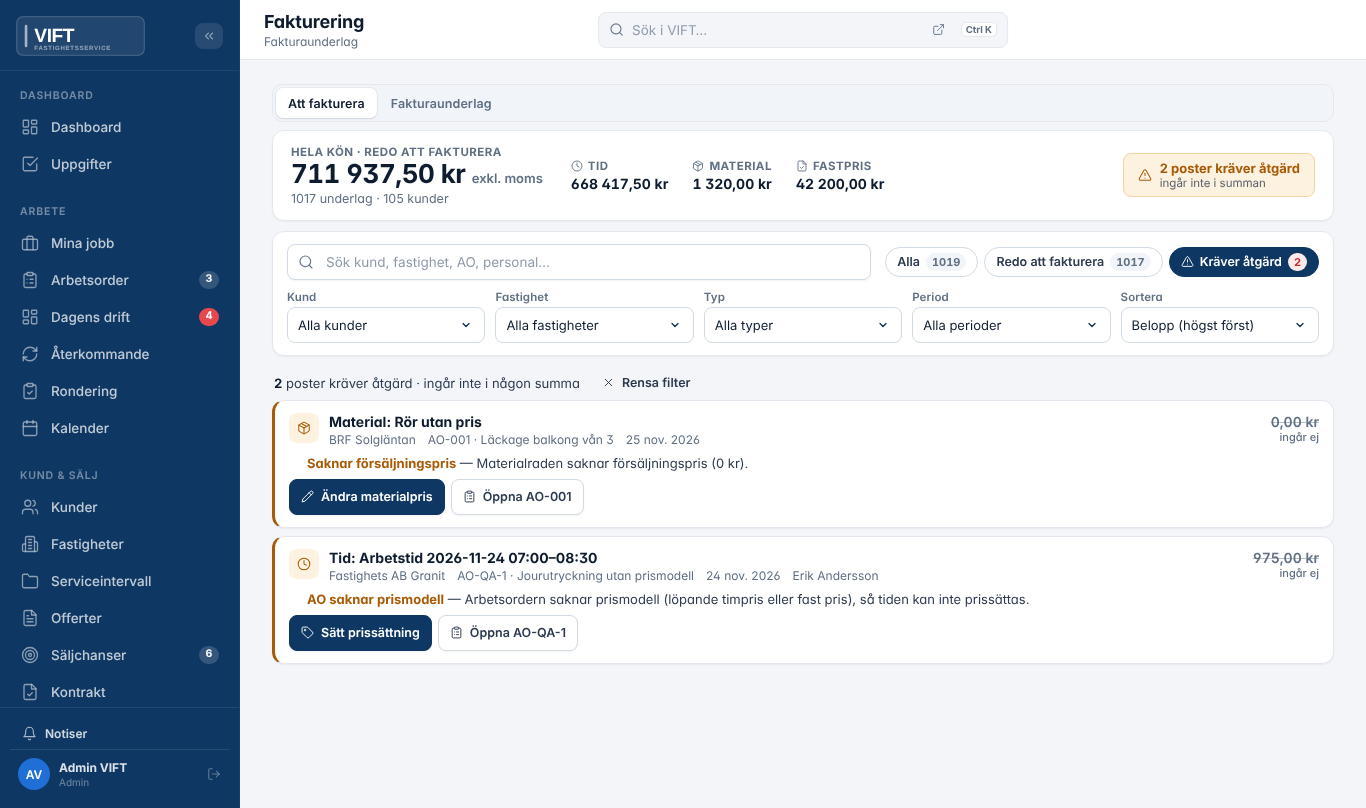 VIFT
FASTIGHETSSERVICE
DASHBOARD
Dashboard
Uppgifter
ARBETE
Mina jobb
Arbetsorder 3
Dagens drift 4
Återkommande
Rondering
Kalender
KUND & SÄLJ
Kunder
Fastigheter
Serviceintervall
Offerter
Säljchanser 6
Kontrakt
Notiser
AV
Admin VIFT
Admin
Fakturering
Fakturaunderlag
Sök i VIFT... Ctrl K
Att fakturera Fakturaunderlag
HELA KÖN · REDO ATT FAKTURERA
711 937,50 kr exkl. moms
1017 underlag · 105 kunder
TID
668 417,50 kr
MATERIAL
1 320,00 kr
FASTPRIS
42 200,00 kr
2 poster kräver åtgärd
ingår inte i summan
Sök kund, fastighet, AO, personal...
Alla 1019 Redo att fakturera 1017 Kräver åtgärd 2
Kund Fastighet Typ Period Sortera
Alla kunder Alla fastigheter Alla typer Alla perioder Belopp (högst först)
2 poster kräver åtgärd · ingår inte i någon summa Rensa filter
Material: Rör utan pris 0,00 kr
BRF Solgläntan AO-001 · Läckage balkong vån 3 25 nov. 2026 ingår ej
Saknar försäljningspris — Materialraden saknar försäljningspris (0 kr).
Ändra materialpris Öppna AO-001
Tid: Arbetstid 2026-11-24 07:00–08:30 975,00 kr
Fastighets AB Granit AO-QA-1 · Jourutryckning utan prismodell 24 nov. 2026 Erik Andersson ingår ej
AO saknar prismodell — Arbetsordern saknar prismodell (löpande timpris eller fast pris), så tiden kan inte prissättas.
Sätt prissättning Öppna AO-QA-1